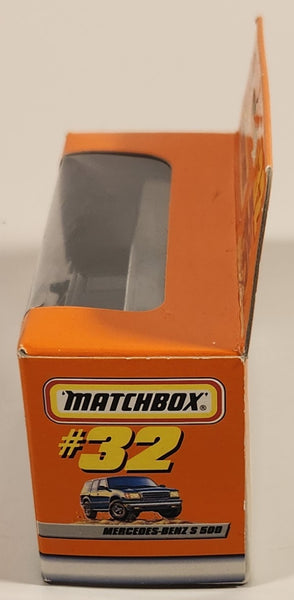 "MATCHBOX"®
#32
MERCEDES-BENZ S 500